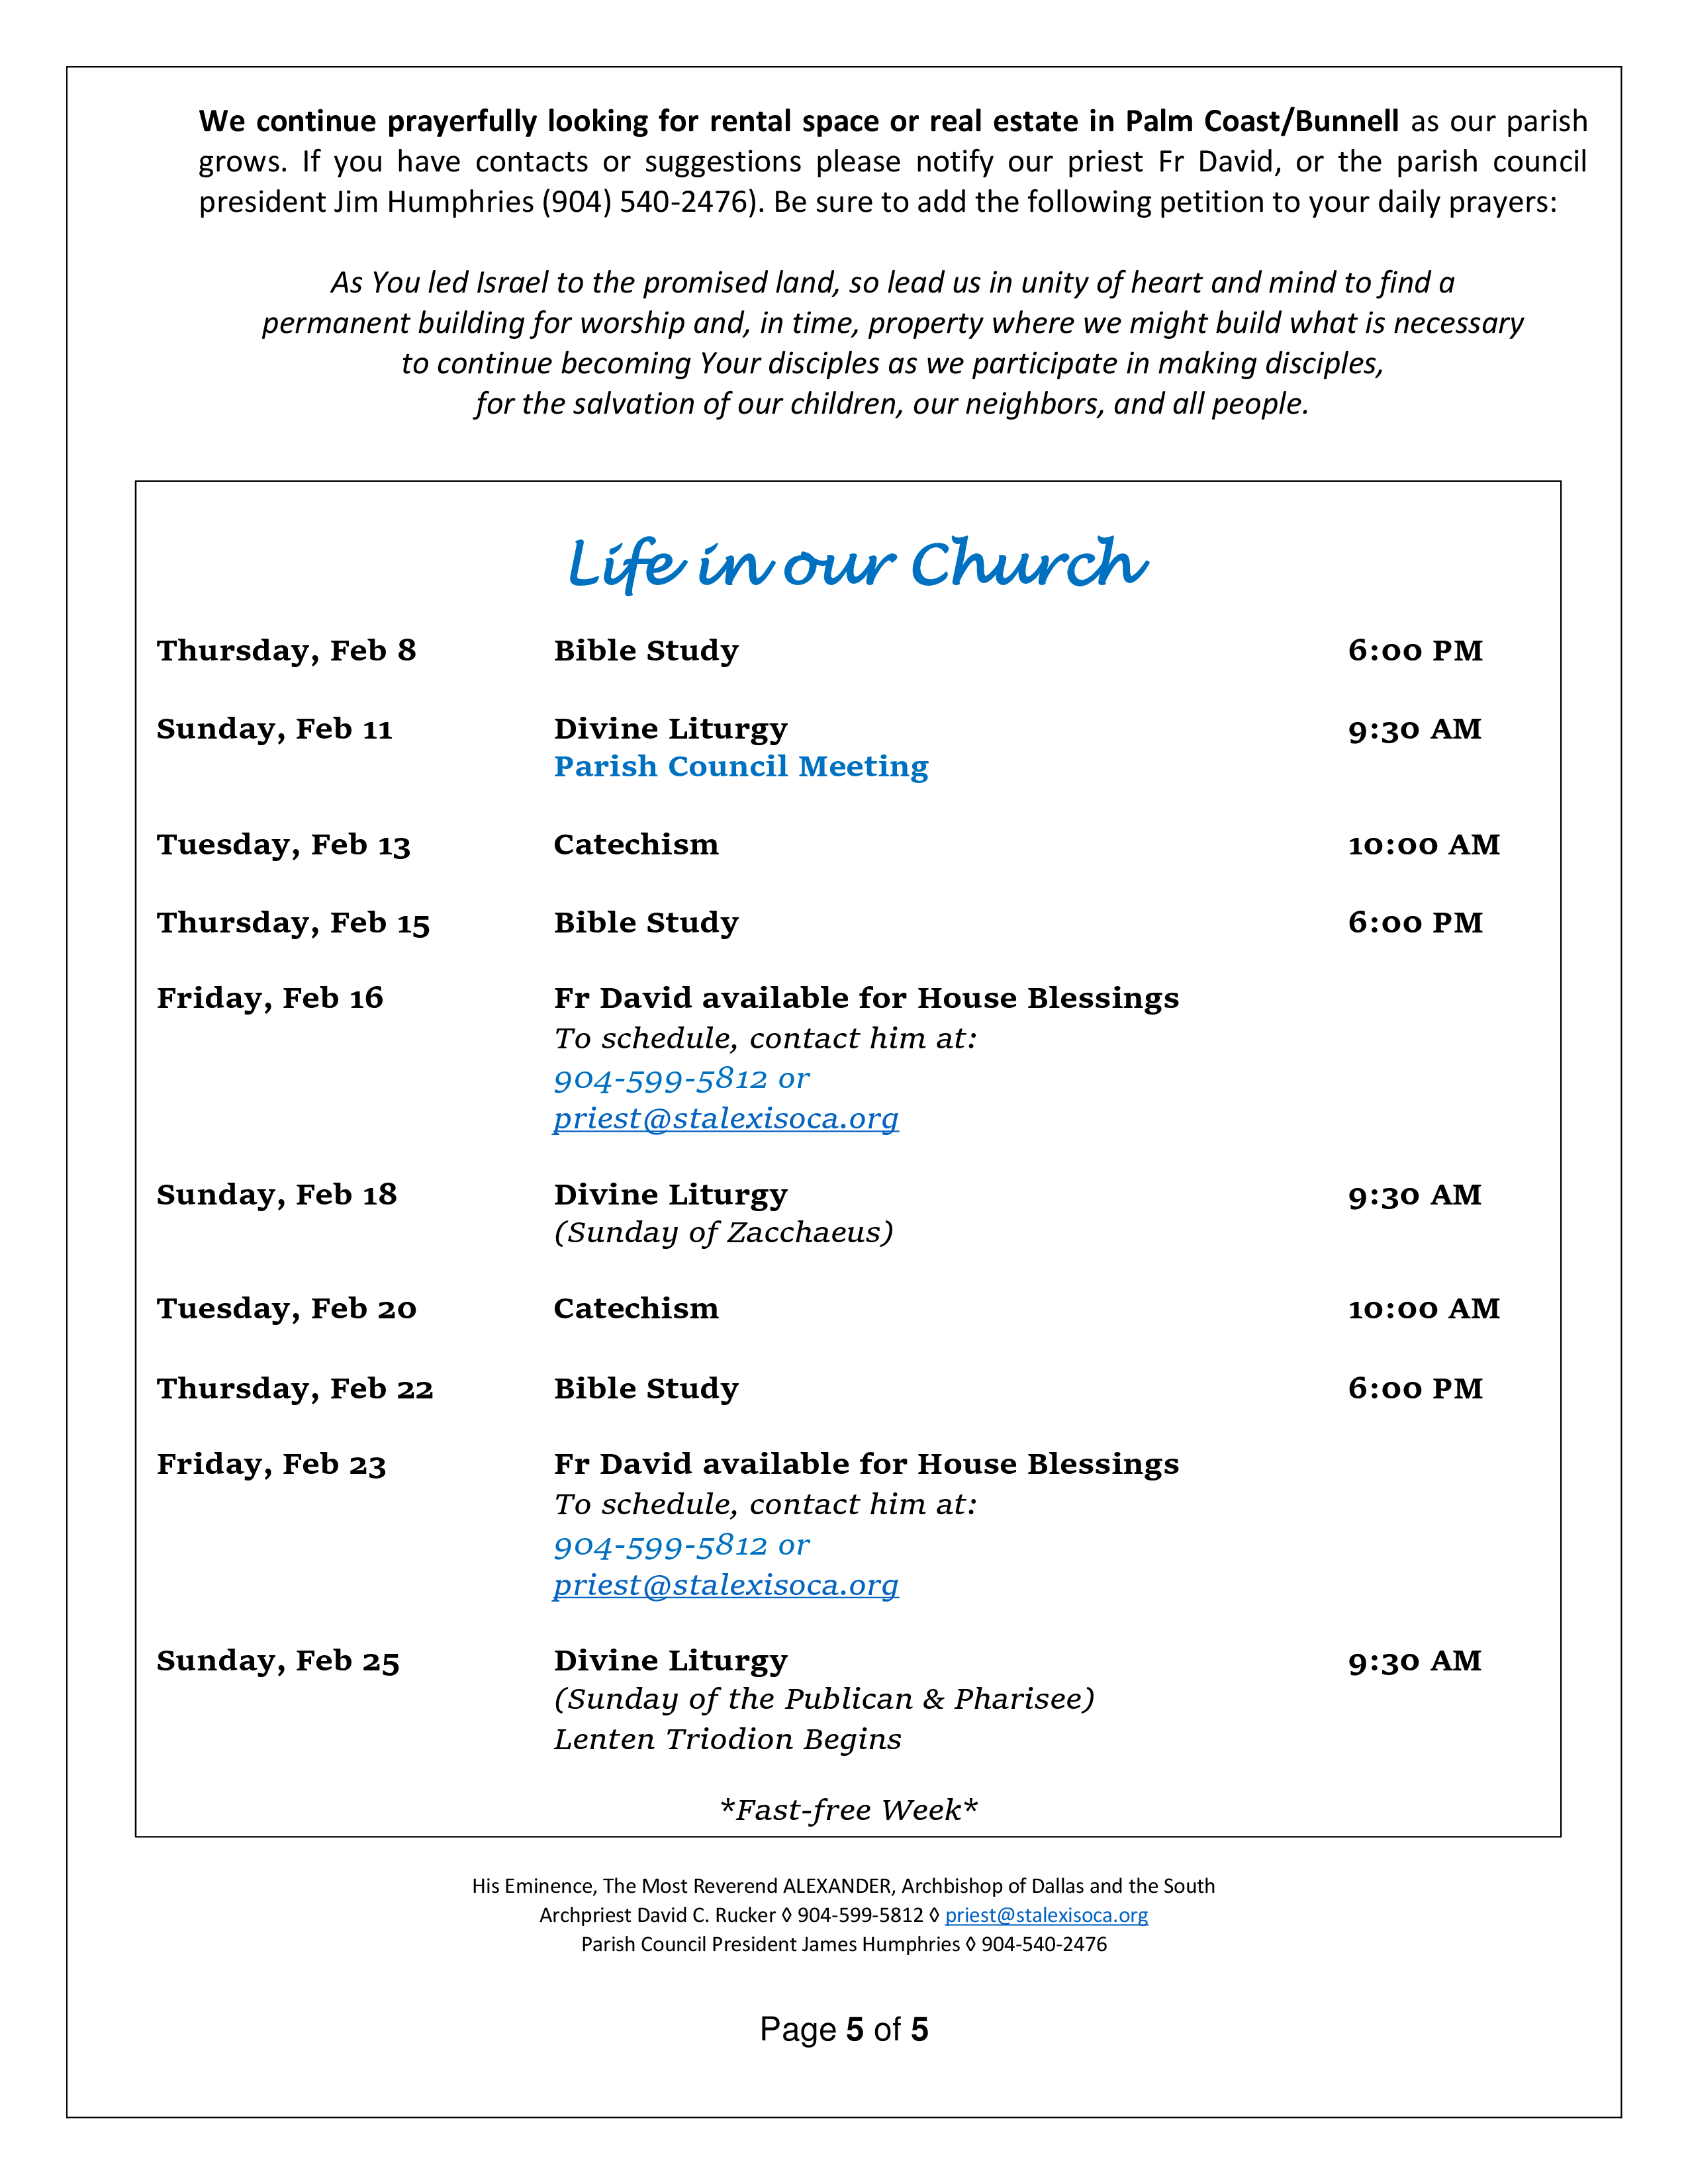 We continue prayerfully looking for rental space or real estate in Palm Coast/Bunnell as our parish
grows. If you have contacts or suggestions please notify our priest Fr David, or the parish council
president Jim Humphries (904) 540-2476). Be sure to add the following petition to your daily prayers:
As You led Israel to the promised land, so lead us in unity of heart and mind to find a
permanent building for worship and, in time, property where we might build what is necessary
to continue becoming Your disciples as we participate in making disciples,
for the salvation of our children, our neighbors, and all people.
Life in our Church
Thursday, Feb 8 Bible Study 6:00 PM
Sunday, Feb 11 Divine Liturgy 9:30 AM
Parish Council Meeting
Tuesday, Feb 13 Catechism 10:00 AM
Thursday, Feb 15 Bible Study 6:00 PM
Friday, Feb 16 Fr David available for House Blessings
To schedule, contact him at:
904-599-5812 or
priest@stalexisoca.org
Sunday, Feb 18 Divine Liturgy 9:30 AM
(Sunday of Zacchaeus)
Tuesday, Feb 20 Catechism 10:00 AM
Thursday, Feb 22 Bible Study 6:00 PM
Friday, Feb 23 Fr David available for House Blessings
To schedule, contact him at:
904-599-5812 or
priest@stalexisoca.org
Sunday, Feb 25 Divine Liturgy 9:30 AM
(Sunday of the Publican & Pharisee)
Lenten Triodion Begins
*Fast-free Week*
His Eminence, The Most Reverend ALEXANDER, Archbishop of Dallas and the South
Archpriest David C. Rucker ◊ 904-599-5812 ◊ priest@stalexisoca.org
Parish Council President James Humphries ◊ 904-540-2476
Page 5 of 5